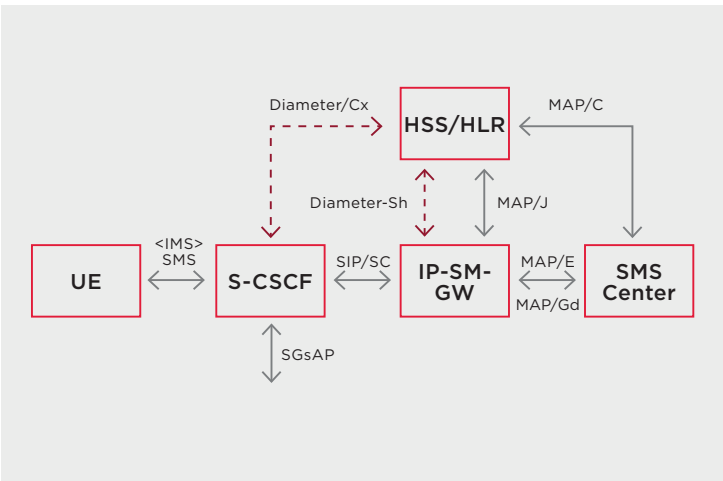 Diameter/Cx
HSS/HLR
MAP/C
Diameter-Sh
MAP/J
<IMS>
SMS
UE
S-CSCF
SIP/SC
IP-SM-
GW
MAP/E
MAP/Gd
SMS
Center
SGsAP